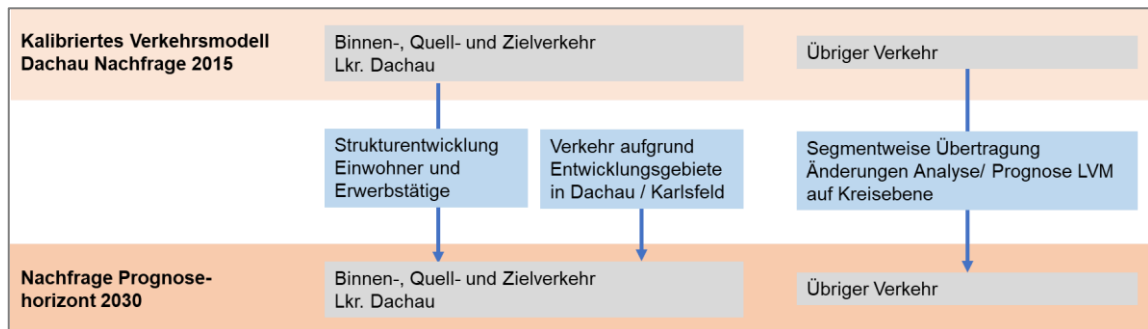 Kalibriertes Verkehrsmodell
Dachau Nachfrage 2015
Binnen-, Quell- und Zielverkehr
Lkr. Dachau
Übriger Verkehr
Strukturentwicklung
Einwohner und
Erwerbstätige
Verkehr aufgrund
Entwicklungsgebiete
in Dachau / Karlsfeld
Segmentweise Übertragung
Änderungen Analyse/ Prognose LVM
auf Kreisebene
Nachfrage Prognose-
horizont 2030
Binnen-, Quell- und Zielverkehr
Lkr. Dachau
Übriger Verkehr